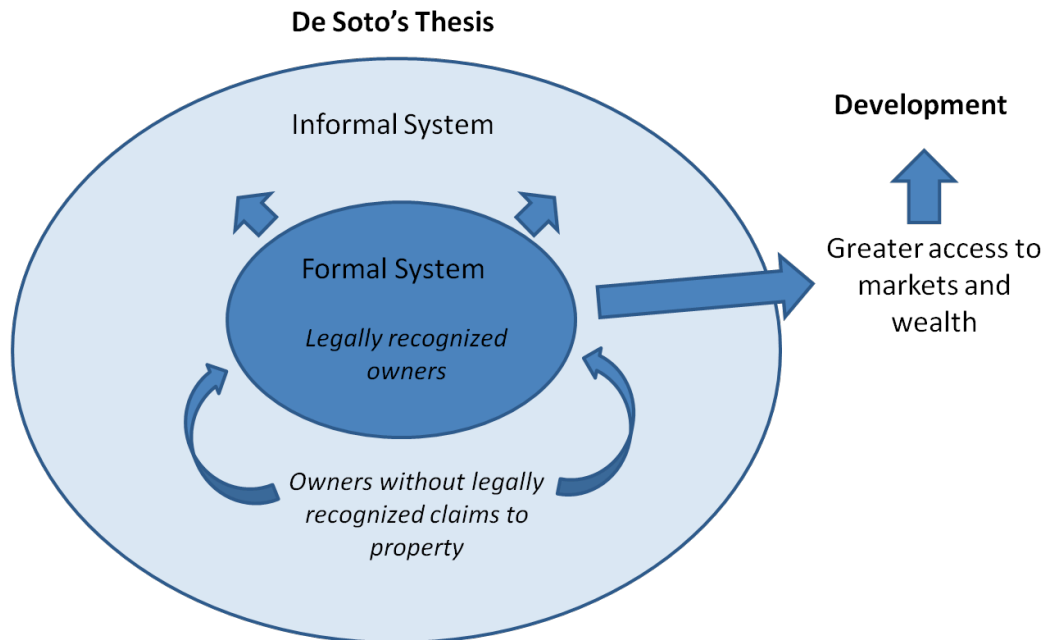 De Soto's Thesis
Informal System
Formal System
Legally recognized
owners
Owners without legally
recognized claims to
property
Development
Greater access to
markets and
wealth